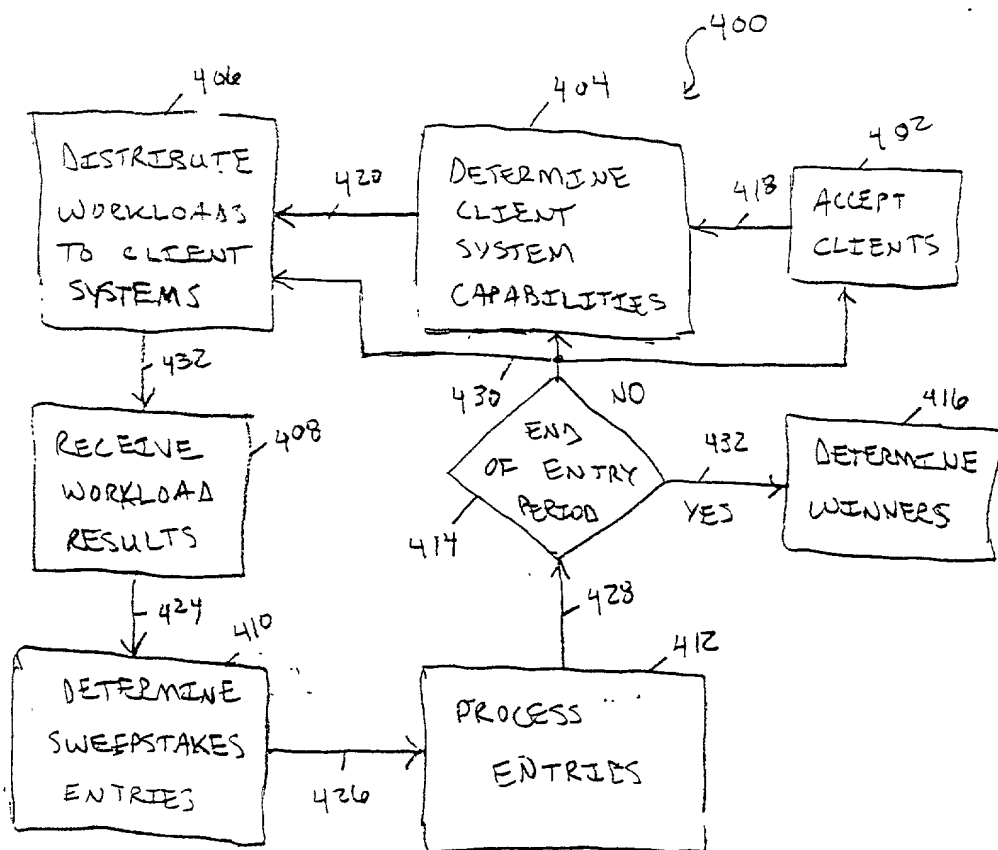 400
406
DISTRIBUTE
WORKLOADS
TO CLIENT
SYSTEMS
420
404
DETERMINE
CLIENT
SYSTEM
CAPABILITIES
418
402
ACCEPT
CLIENTS
432
430
NO
408
RECEIVE
WORKLOAD
RESULTS
END
OF ENTRY
PERIOD
414
432
YES
416
DETERMINE
WINNERS
424
428
410
DETERMINE
SWEEPSTAKES
ENTRIES
426
412
PROCESS
ENTRIES